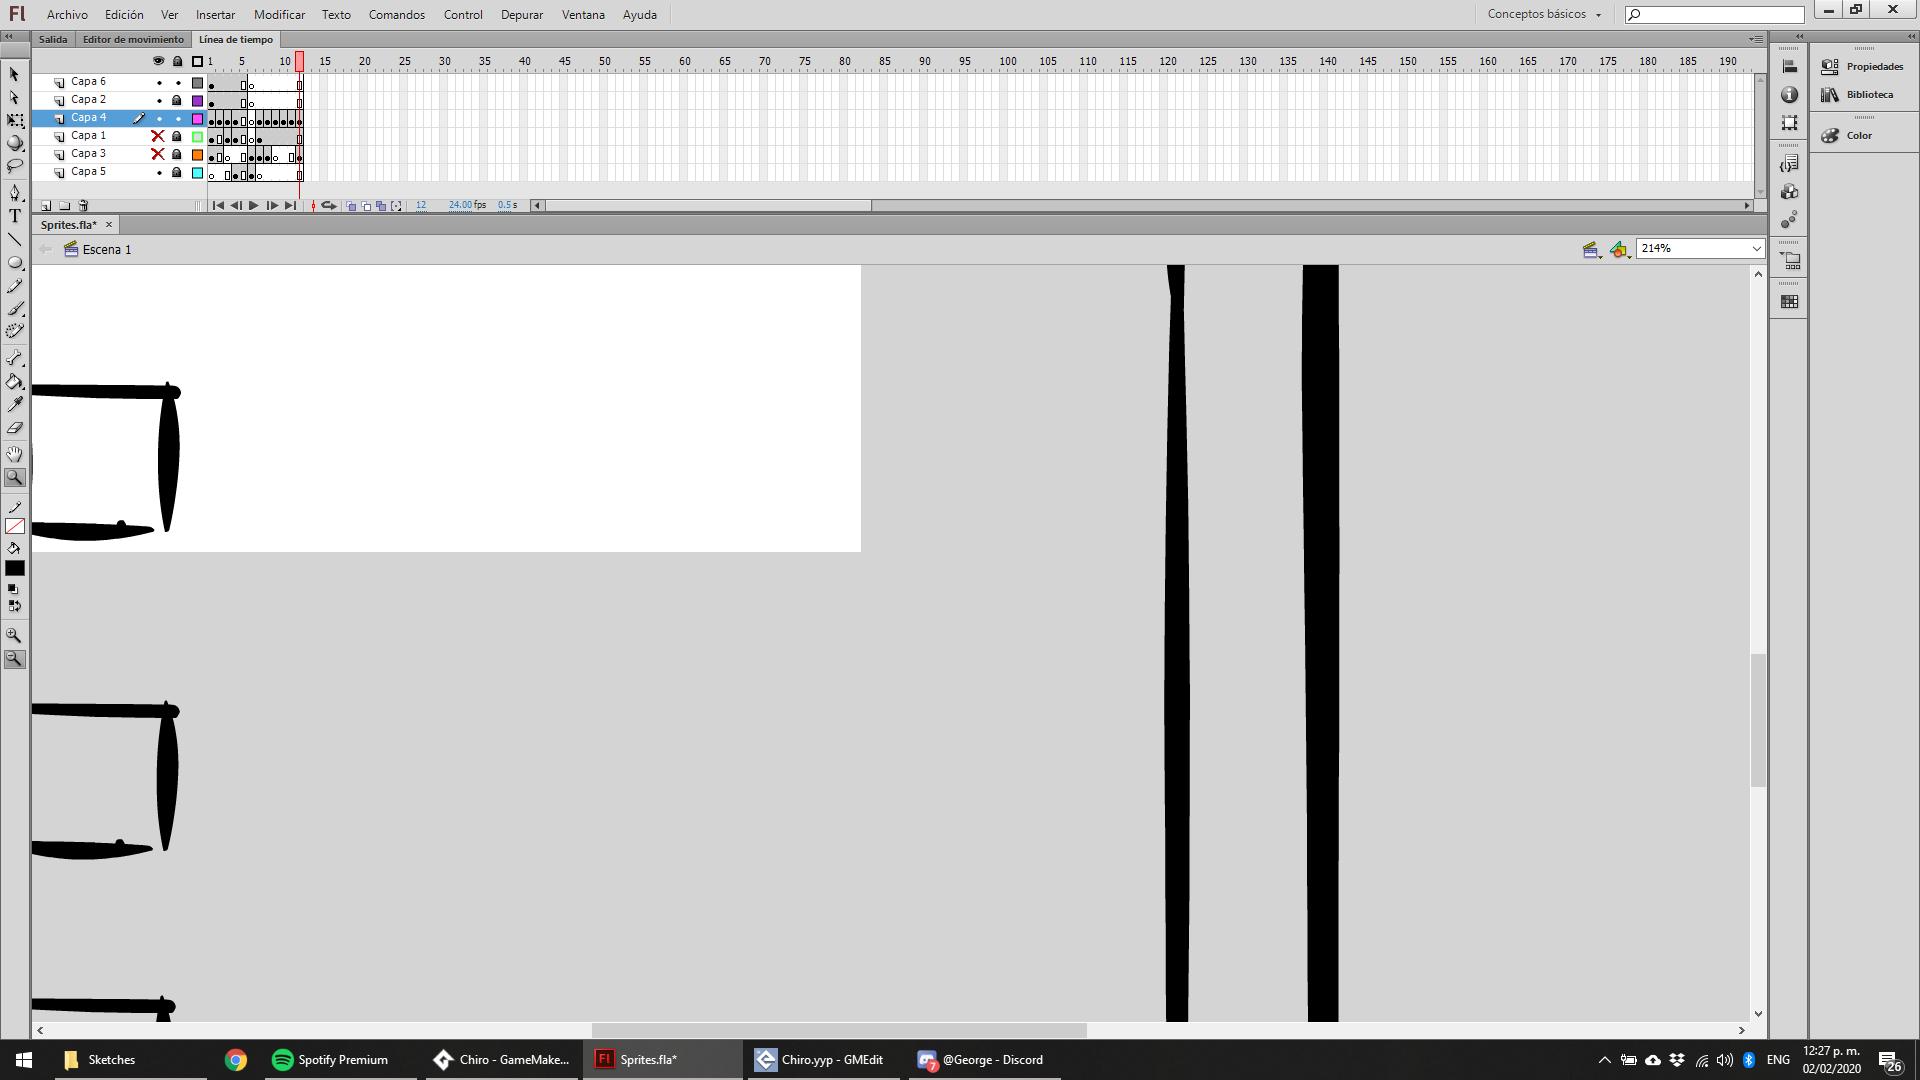 Fl Archivo Edición Ver Insertar Modificar Texto Comandos Control Depurar Ventana Ayuda Conceptos básicos
Salida Editor de movimiento Línea de tiempo
1 5 10 15 20 25 30 35 40 45 50 55 60 65 70 75 80 85 90 95 100 105 110 115 120 125 130 135 140 145 150 155 160 165 170 175 180 185 190
Capa 6
Capa 2
Capa 4
Capa 1
Capa 3
Capa 5
12 24.00 fps 0.5 s
Sprites.fla*
Escena 1
214%
Propiedades
Biblioteca
Color
T
Sketches
Spotify Premium
Chiro - GameMake...
Fl Sprites.fla*
Chiro.yyp - GMEdit
7 @George - Discord
ENG
12:27 p. m.
02/02/2020
26